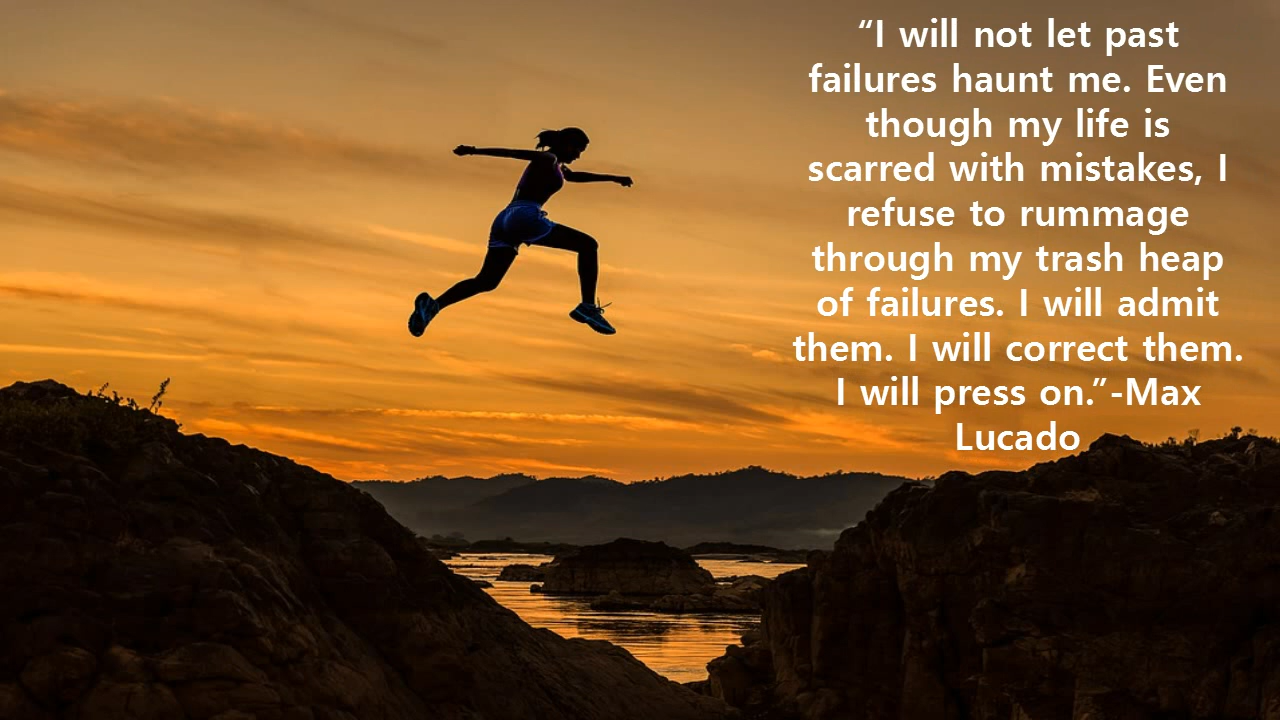 “I will not let past
failures haunt me. Even
though my life is
scarred with mistakes, I
refuse to rummage
through my trash heap
of failures. I will admit
them. I will correct them.
I will press on.”-Max
Lucado